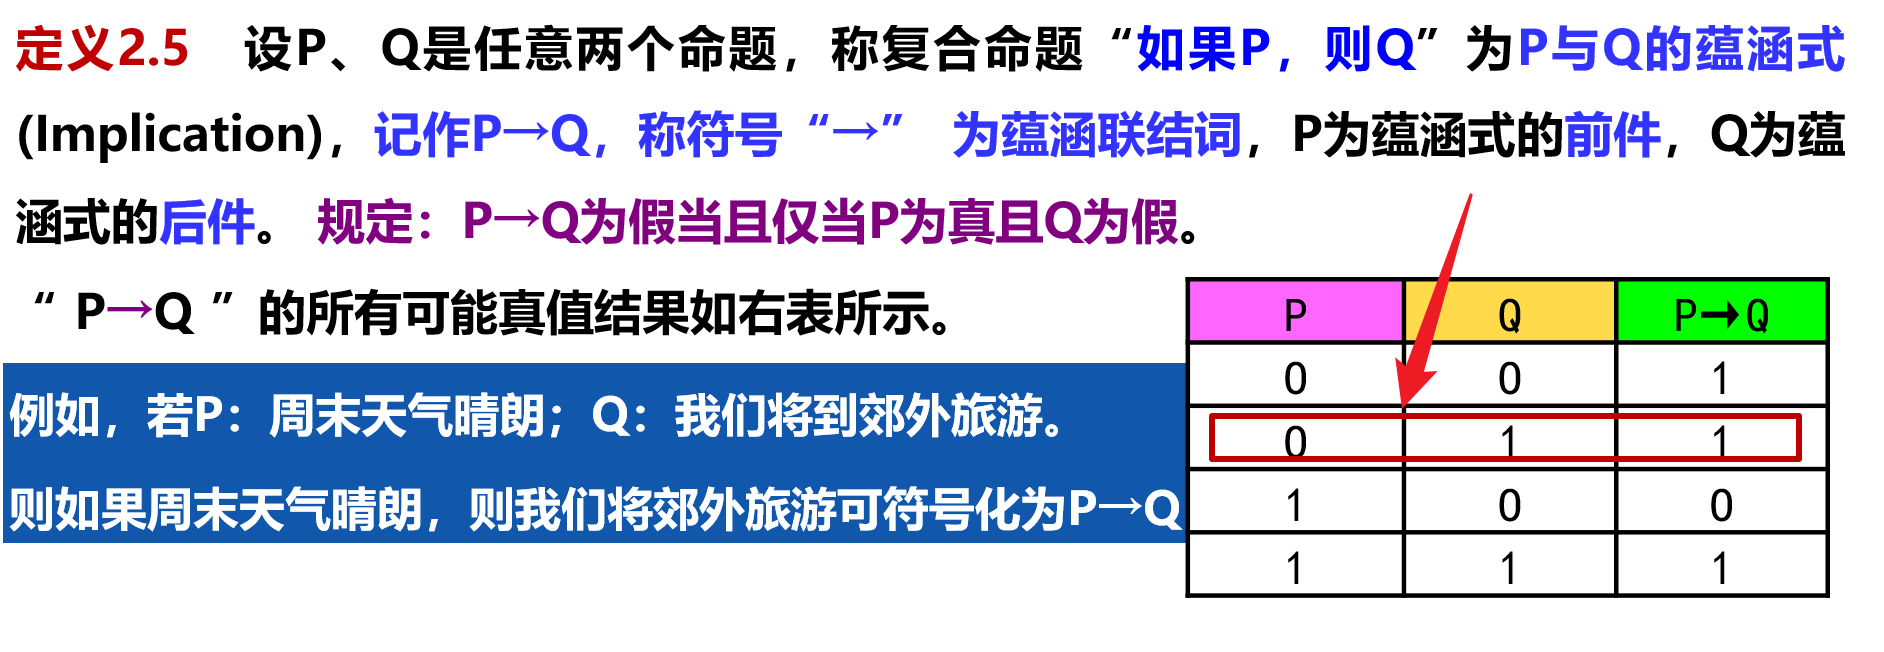 定义2.5 设P、Q是任意两个命题，称复合命题“如果P，则Q”为P与Q的蕴涵式
(Implication)，记作P→Q，称符号“→” 为蕴涵联结词，P为蕴涵式的前件，Q为蕴
涵式的后件。 规定：P→Q为假当且仅当P为真且Q为假。
“ P→Q ”的所有可能真值结果如右表所示。
例如，若P：周末天气晴朗；Q：我们将到郊外旅游。
则如果周末天气晴朗，则我们将郊外旅游可符号化为P→Q
P Q P→Q
0 0 1
0 1 1
1 0 0
1 1 1